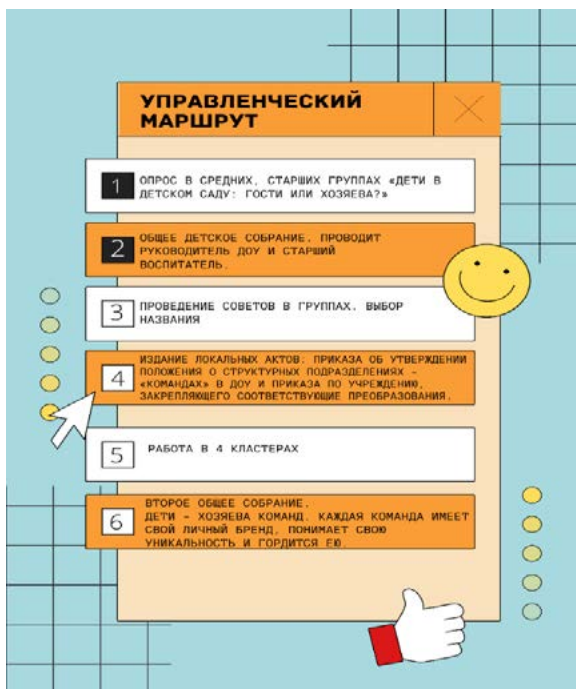 УПРАВЛЕНЧЕСКИЙ
МАРШРУТ
1
ОПРОС В СРЕДНИХ, СТАРШИХ ГРУППАХ «ДЕТИ В
ДЕТСКОМ САДУ: ГОСТИ ИЛИ ХОЗЯЕВА?»
2
ОБЩЕЕ ДЕТСКОЕ СОБРАНИЕ. ПРОВОДИТ
РУКОВОДИТЕЛЬ ДОУ И СТАРШИЙ
ВОСПИТАТЕЛЬ.
3
ПРОВЕДЕНИЕ СОВЕТОВ В ГРУППАХ. ВЫБОР
НАЗВАНИЯ
4
ИЗДАНИЕ ЛОКАЛЬНЫХ АКТОВ: ПРИКАЗА ОБ УТВЕРЖДЕНИИ
ПОЛОЖЕНИЯ О СТРУКТУРНЫХ ПОДРАЗДЕЛЕНИЯХ –
«КОМАНДАХ» В ДОУ И ПРИКАЗА ПО УЧРЕЖДЕНИЮ,
ЗАКРЕПЛЯЮЩЕГО СООТВЕТСТВУЮЩИЕ ПРЕОБРАЗОВАНИЯ.
5
РАБОТА В 4 КЛАСТЕРАХ
6
ВТОРОЕ ОБЩЕЕ СОБРАНИЕ.
ДЕТИ – ХОЗЯЕВА КОМАНД. КАЖДАЯ КОМАНДА ИМЕЕТ
СВОЙ ЛИЧНЫЙ БРЕНД, ПОНИМАЕТ СВОЮ
УНИКАЛЬНОСТЬ И ГОРДИТСЯ ЕЮ.